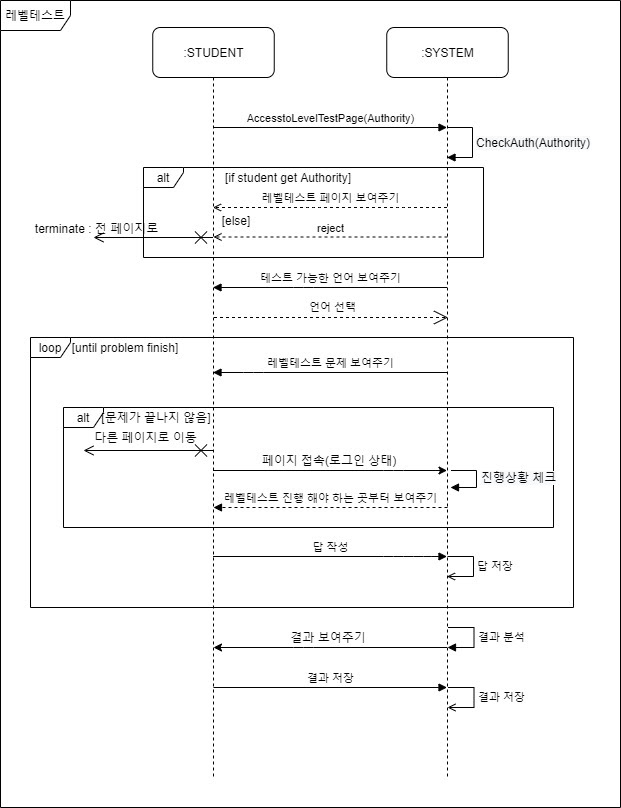 레벨테스트
:STUDENT
:SYSTEM
AccesstoLevelTestPage(Authority)
CheckAuth(Authority)
alt
[if student get Authority]
레벨테스트 페이지 보여주기
[else]
terminate : 전 페이지로
reject
테스트 가능한 언어 보여주기
언어 선택
loop
[until problem finish]
레벨테스트 문제 보여주기
alt
[문제가 끝나지 않음]
다른 페이지로 이동
페이지 접속(로그인 상태)
진행상황 체크
레벨테스트 진행 해야 하는 곳부터 보여주기
답 작성
답 저장
결과 보여주기
결과 분석
결과 저장
결과 저장